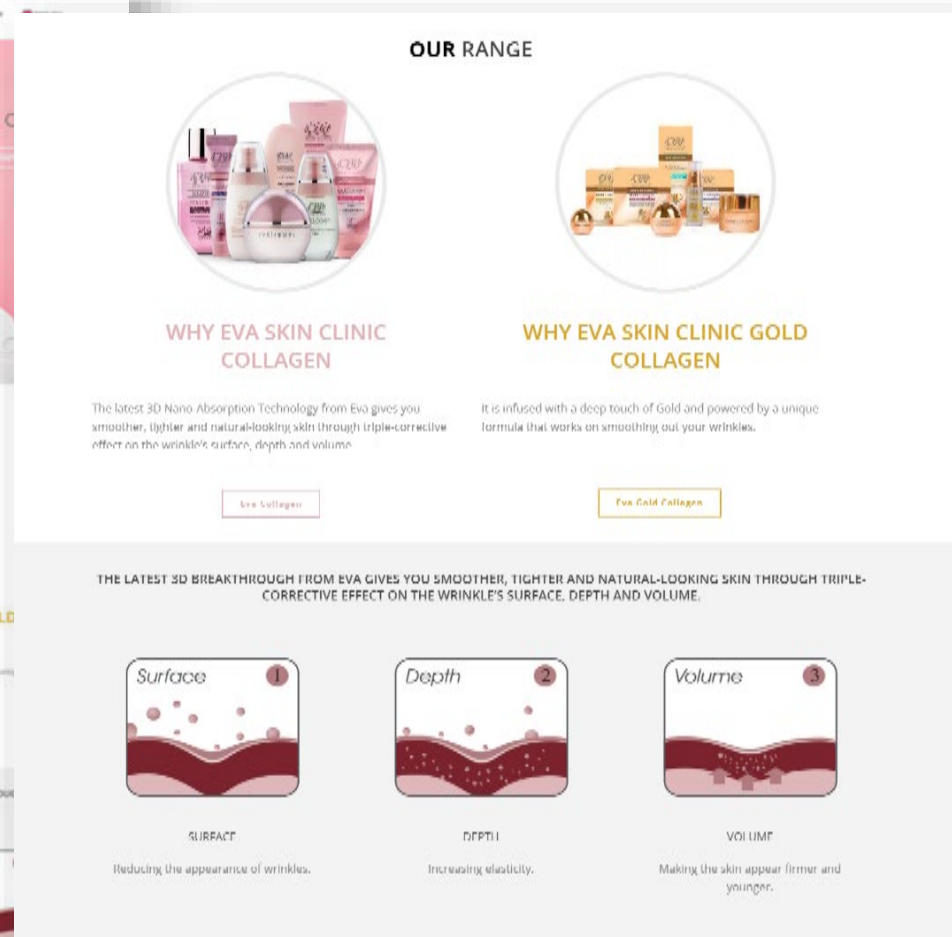 OUR RANGE
WHY EVA SKIN CLINIC
COLLAGEN
The latest 3D Nano Absorption Technology from Eva gives you
smoother, tighter and natural-looking skin through triple-corrective
effect on the wrinkle's surface, depth and volume
Eva Collagen
WHY EVA SKIN CLINIC GOLD
COLLAGEN
It is infused with a deep touch of Gold and powered by a unique
formula that works on smoothing out your wrinkles.
Eva Gold Collagen
THE LATEST 3D BREAKTHROUGH FROM EVA GIVES YOU SMOOTHER, TIGHTER AND NATURAL-LOOKING SKIN THROUGH TRIPLE-
CORRECTIVE EFFECT ON THE WRINKLE'S SURFACE, DEPTH AND VOLUME.
Surface 1
Depth 2
Volume 3
SURFACE
Reducing the appearance of wrinkles.
DEPTH
Increasing elasticity.
VOLUME
Making the skin appear firmer and
younger.